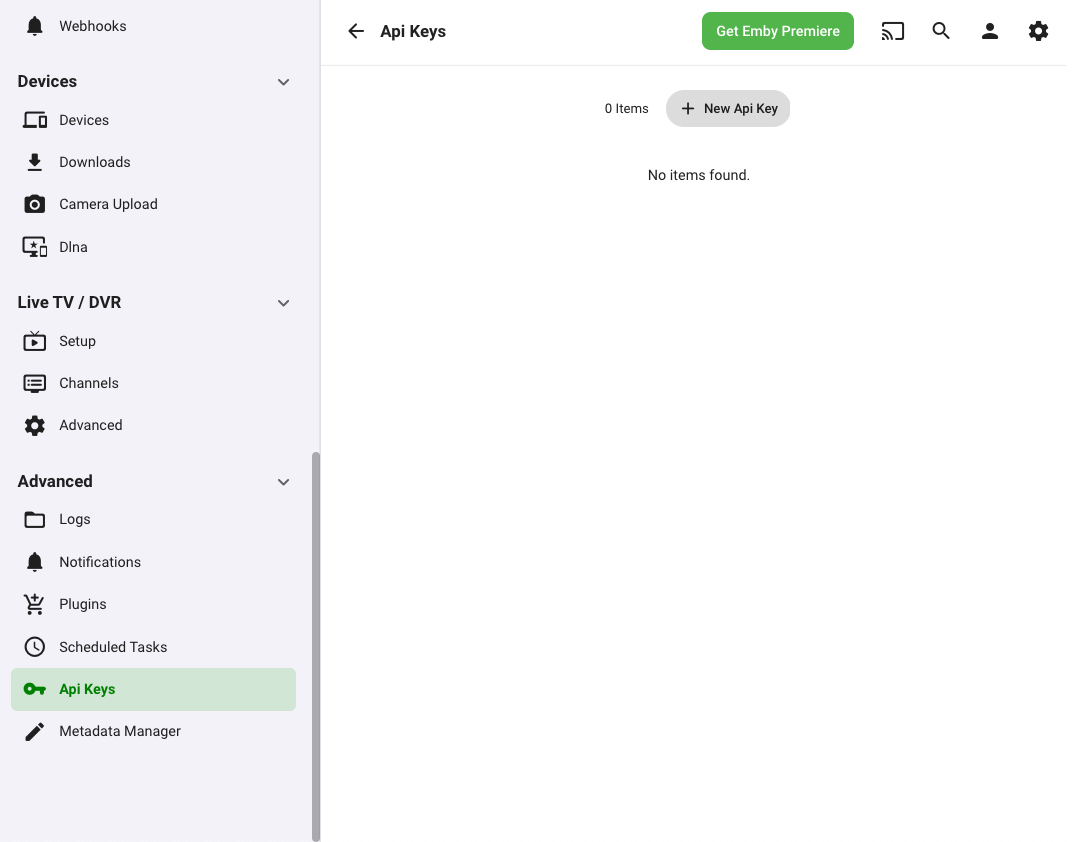 Webhooks
Devices
Devices
Downloads
Camera Upload
Dlna
Live TV / DVR
Setup
Channels
Advanced
Advanced
Logs
Notifications
Plugins
Scheduled Tasks
Api Keys
Metadata Manager
Api Keys
Get Emby Premiere
0 Items
New Api Key
No items found.